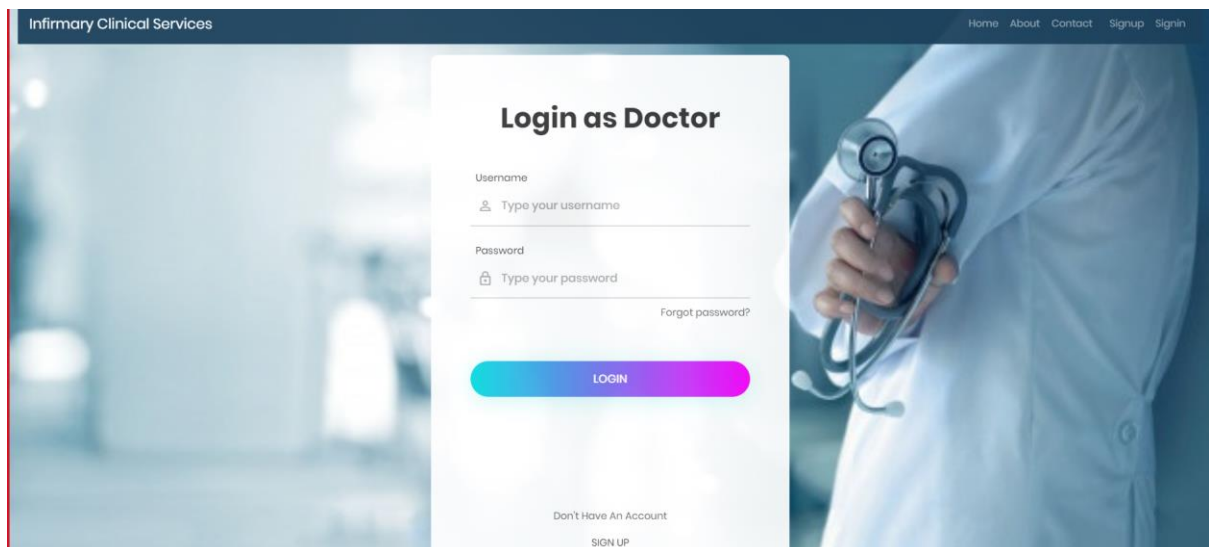 Infirmary Clinical Services
Home About Contact Signup Signin
Login as Doctor
Username
Type your username
Password
Type your password
Forgot password?
LOGIN
Don't Have An Account
SIGN UP